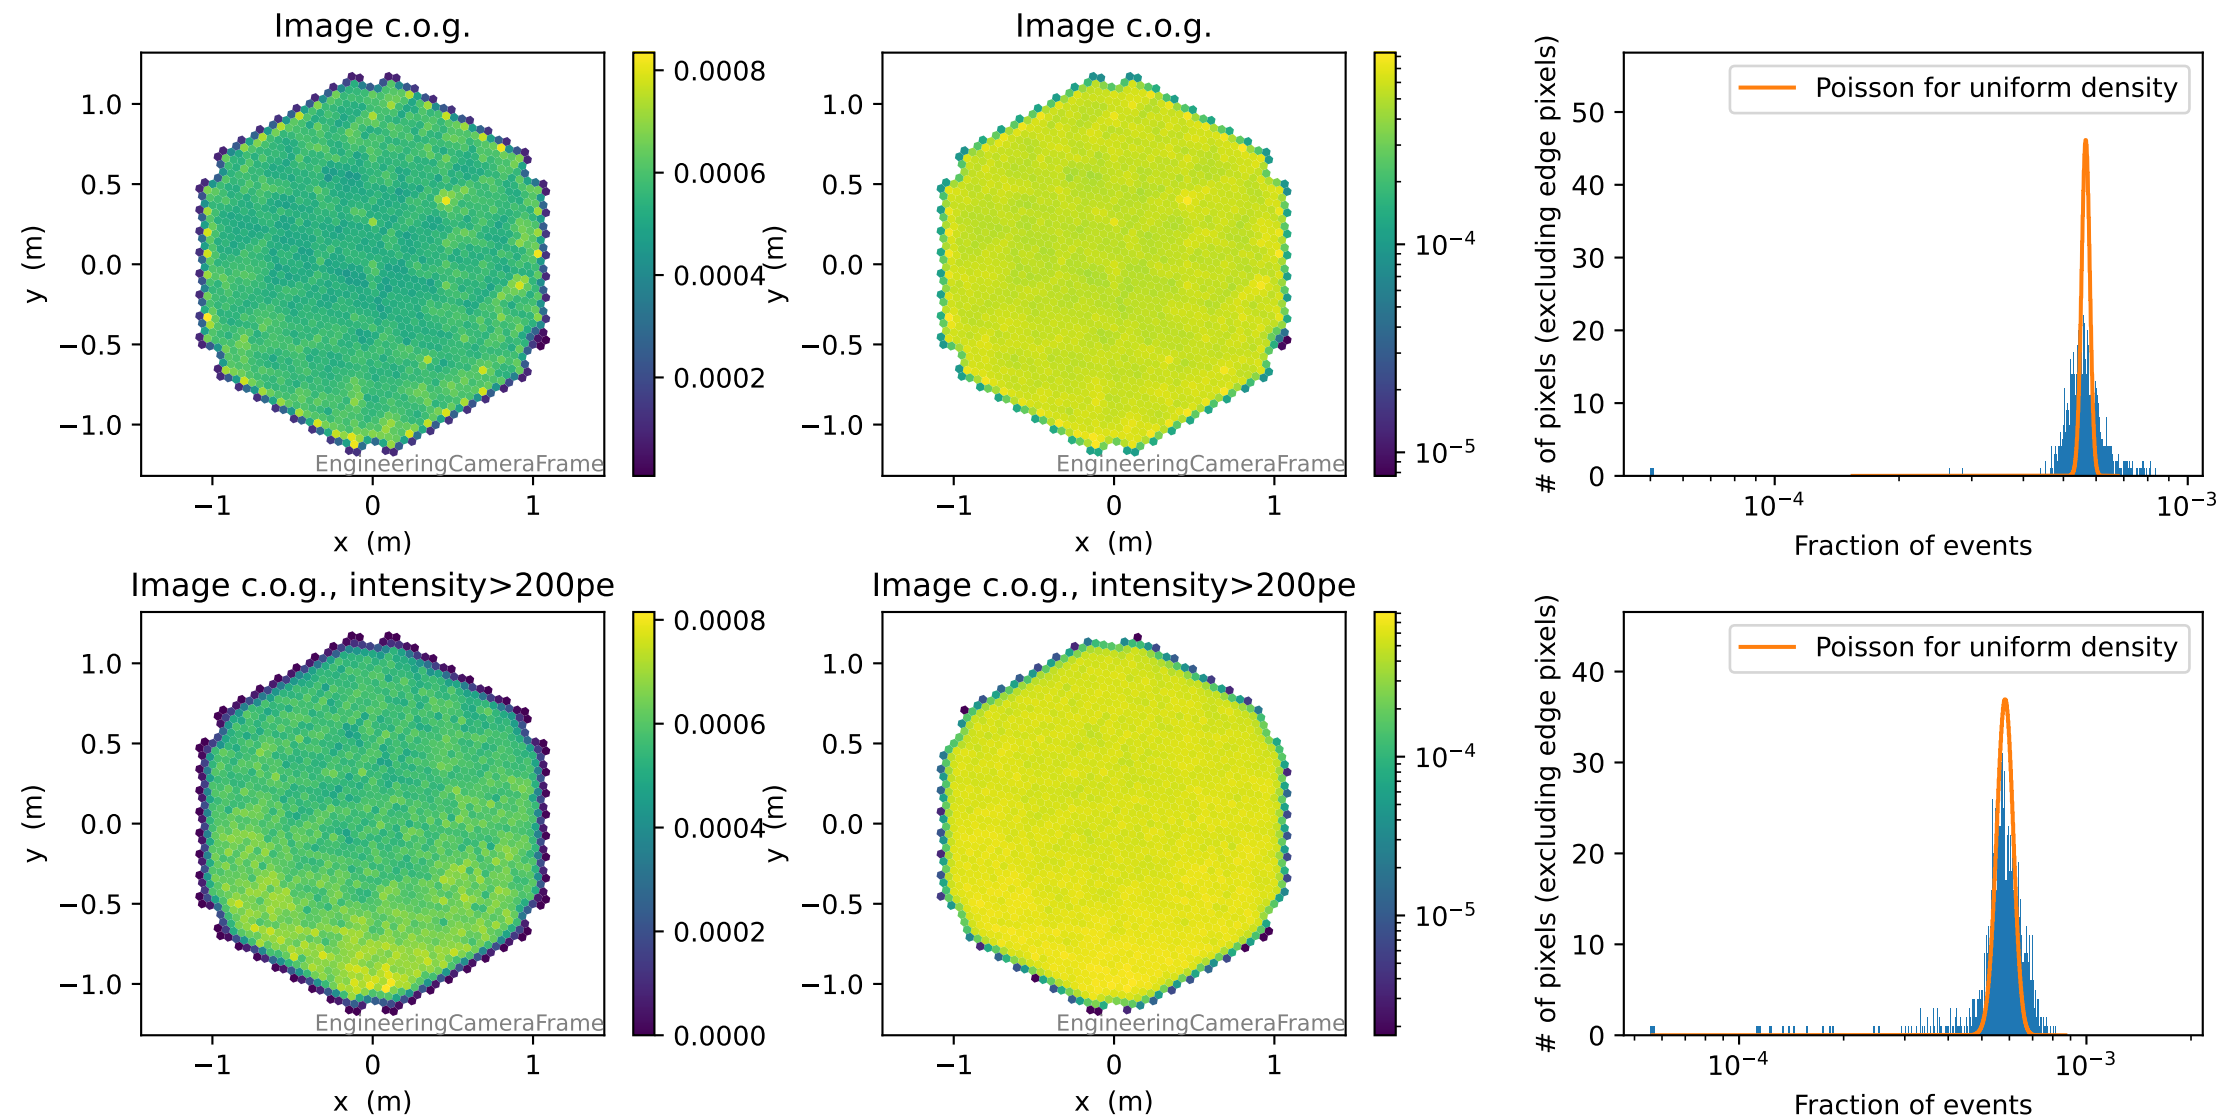 Image c.o.g.
1.0
0.5
0.0
−0.5
−1.0
y (m)
−1
0
1
x (m)
EngineeringCameraFrame
0.0008
0.0006
0.0004
0.0002
Image c.o.g.
1.0
0.5
0.0
−0.5
−1.0
y (m)
−1
0
1
x (m)
EngineeringCameraFrame
10⁻⁴
10⁻⁵
# of pixels (excluding edge pixels)
50
40
30
20
10
0
Poisson for uniform density
10⁻⁴
10⁻³
Fraction of events
Image c.o.g., intensity>200pe
1.0
0.5
0.0
−0.5
−1.0
y (m)
−1
0
1
x (m)
EngineeringCameraFrame
0.0008
0.0006
0.0004
0.0002
0.0000
Image c.o.g., intensity>200pe
1.0
0.5
0.0
−0.5
−1.0
y (m)
−1
0
1
x (m)
EngineeringCameraFrame
10⁻⁴
10⁻⁵
# of pixels (excluding edge pixels)
40
30
20
10
0
Poisson for uniform density
10⁻⁴
10⁻³
Fraction of events